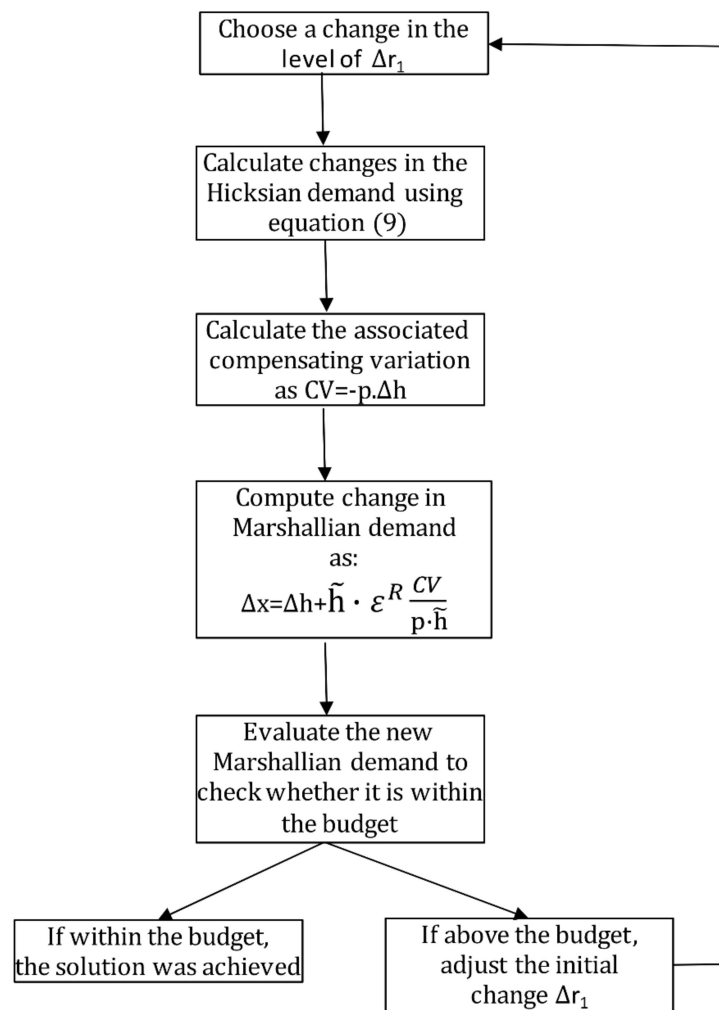 Choose a change in the
level of Δr₁
Calculate changes in the
Hicksian demand using
equation (9)
Calculate the associated
compensating variation
as CV=-p.Δh
Compute change in
Marshallian demand
as:
Δx=Δh+h̃ · εᴿ CV/p·h̃
Evaluate the new
Marshallian demand to
check whether it is within
the budget
If within the budget,
the solution was achieved
If above the budget,
adjust the initial
change Δr₁